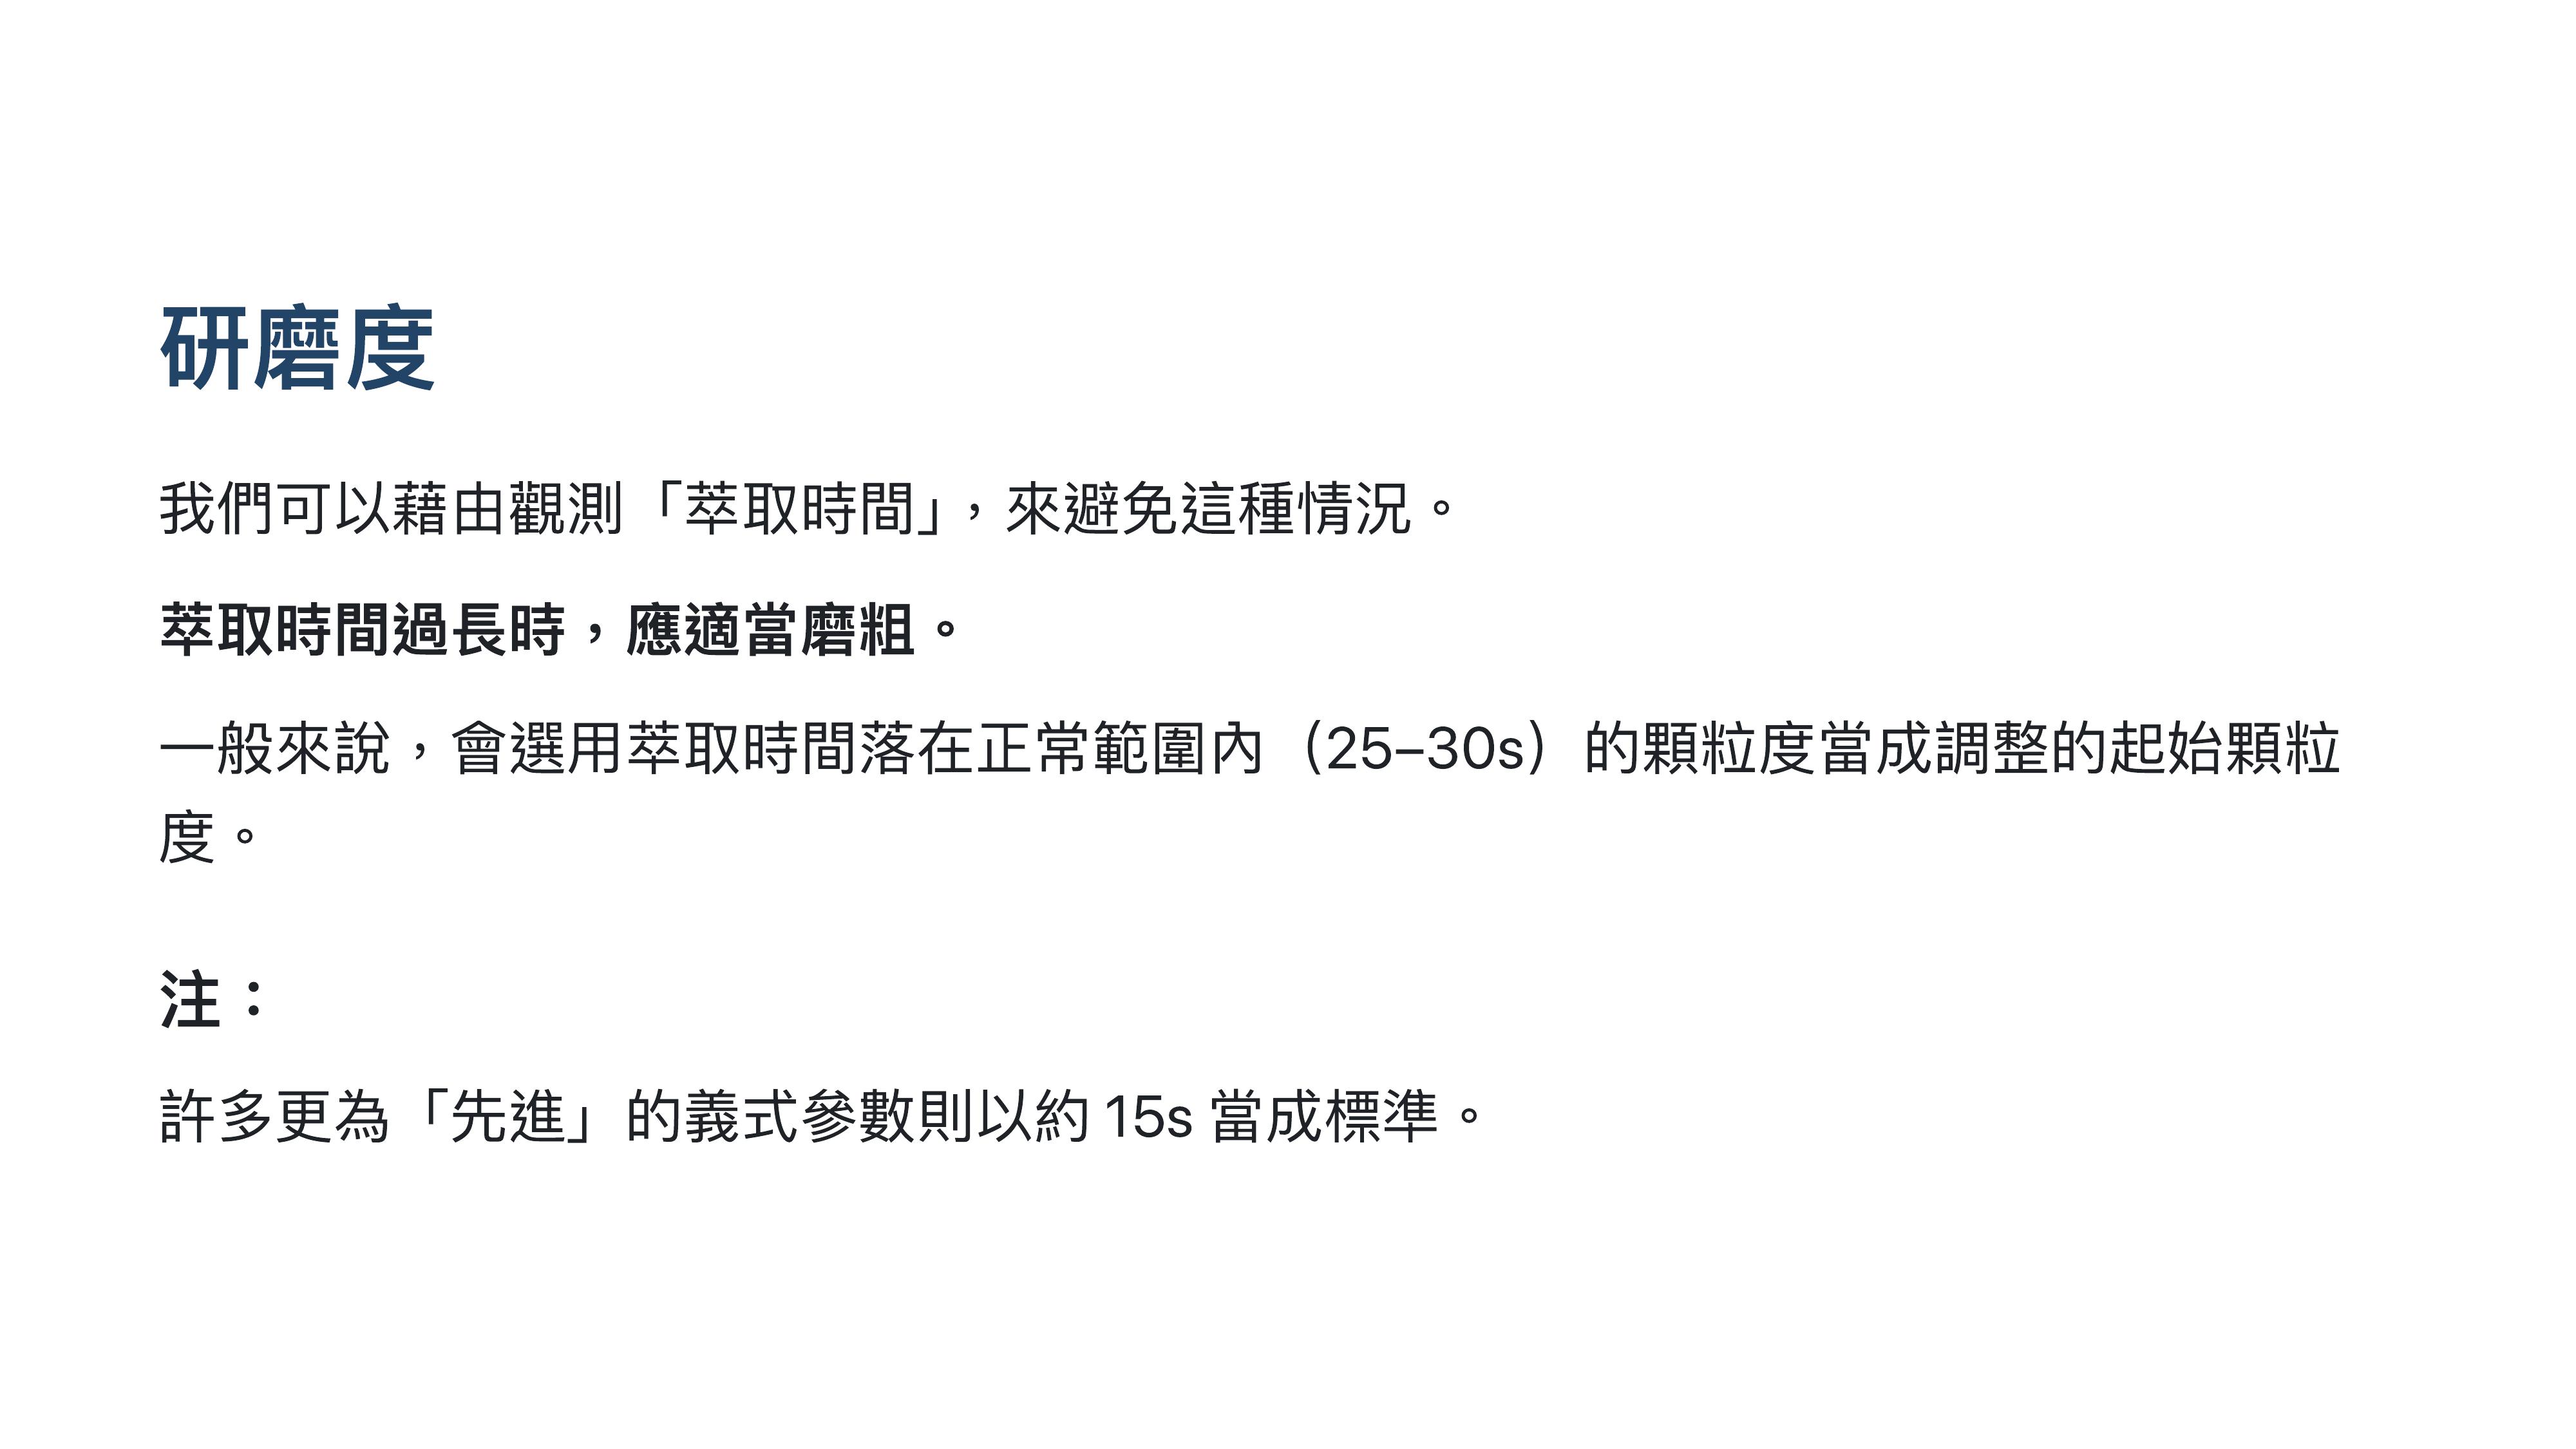 研磨度
我們可以藉由觀測「萃取時間」，來避免這種情況。
萃取時間過長時，應適當磨粗。
一般來說，會選用萃取時間落在正常範圍內（25–30s）的顆粒度當成調整的起始顆粒
度。
注：
許多更為「先進」的義式參數則以約 15s 當成標準。